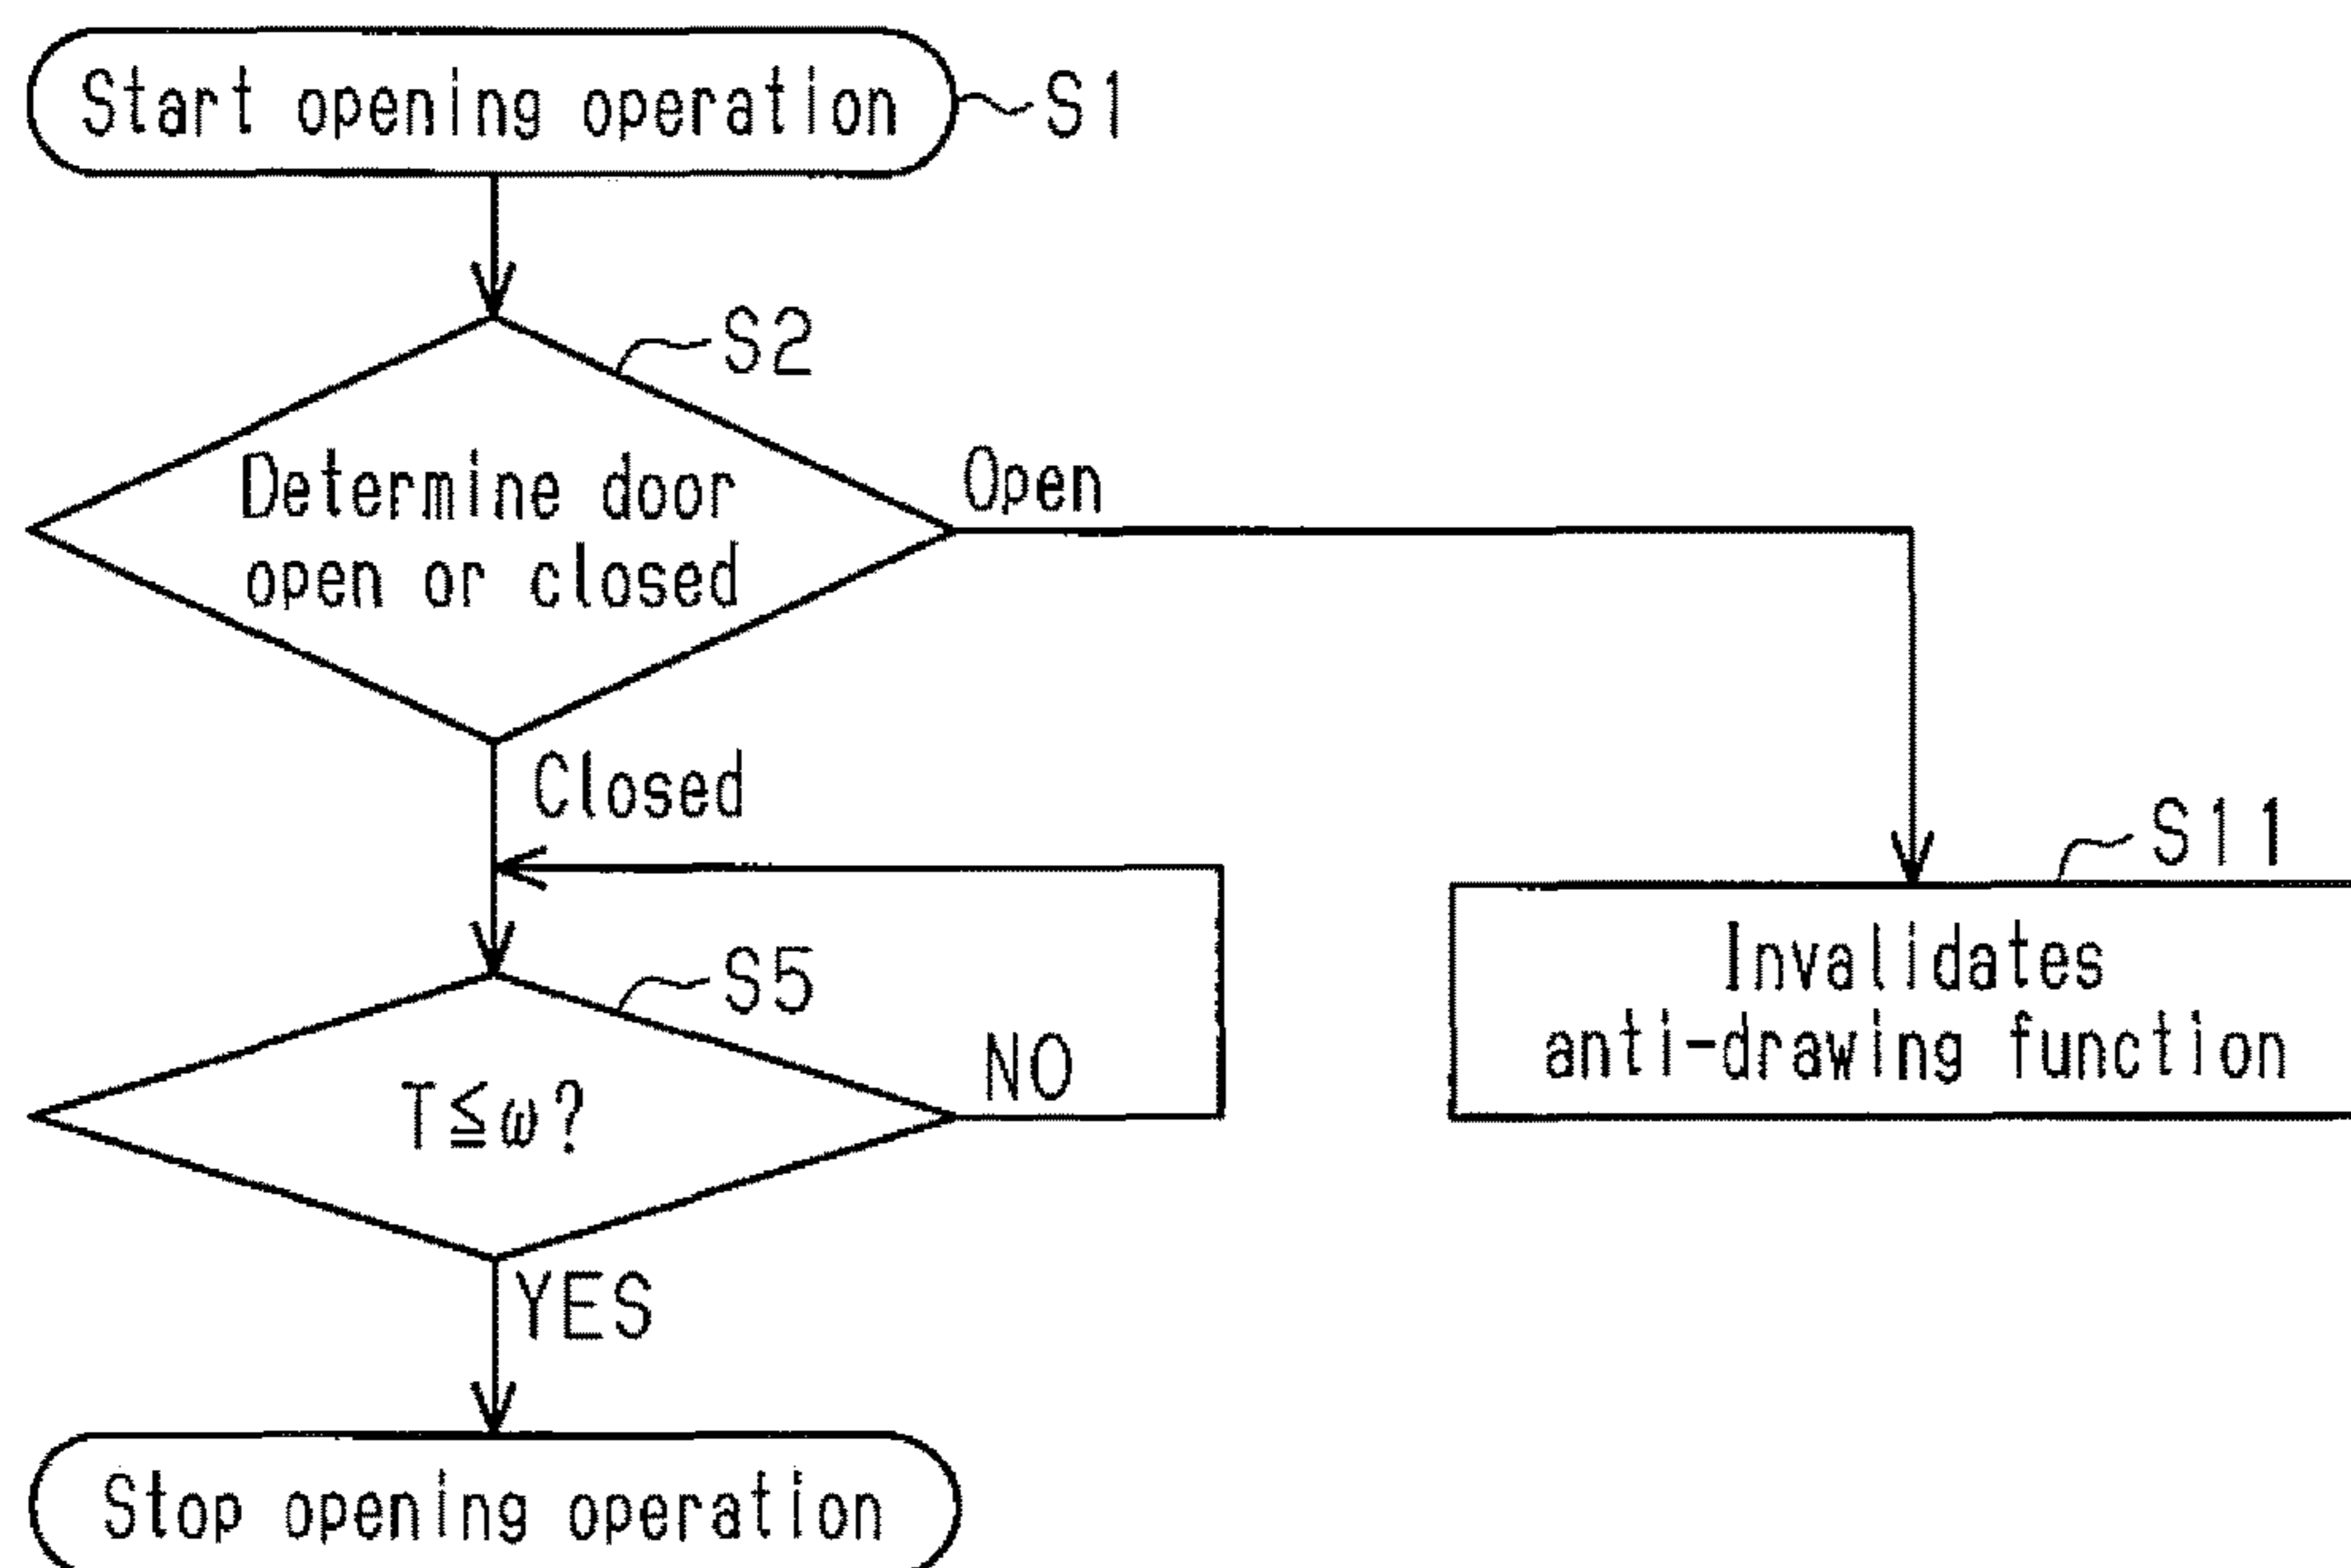 Start opening operation
S1
S2
Determine door
open or closed
Open
Closed
S11
Invalidates
anti-drawing function
S5
T≦ω?
NO
YES
Stop opening operation